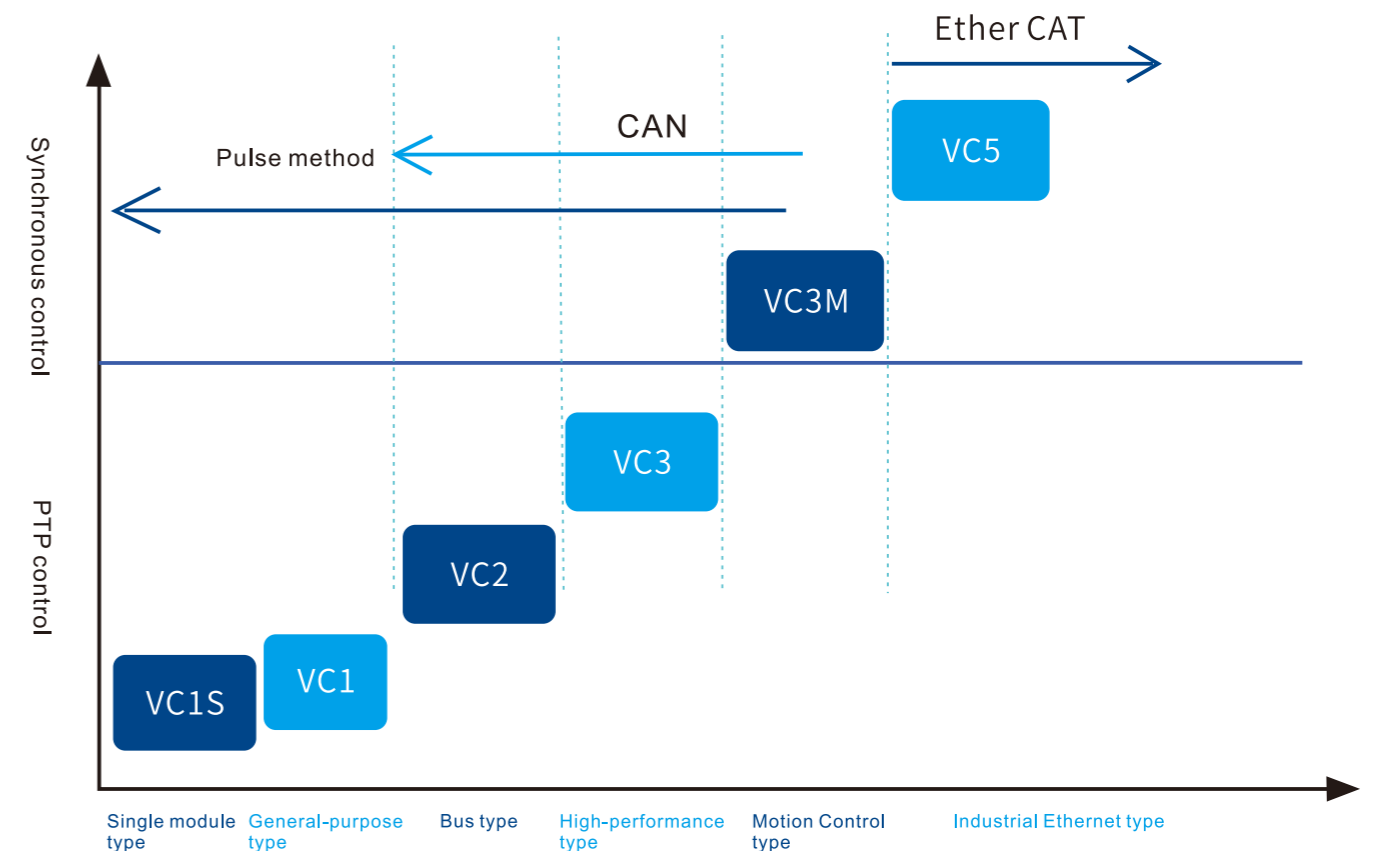 Ether CAT
CAN
Pulse method
VC5
Synchronous control
VC3M
VC3
PTP control
VC2
VC1
VC1S
Single module
type
General-purpose
type
Bus type
High-performance
type
Motion Control
type
Industrial Ethernet type